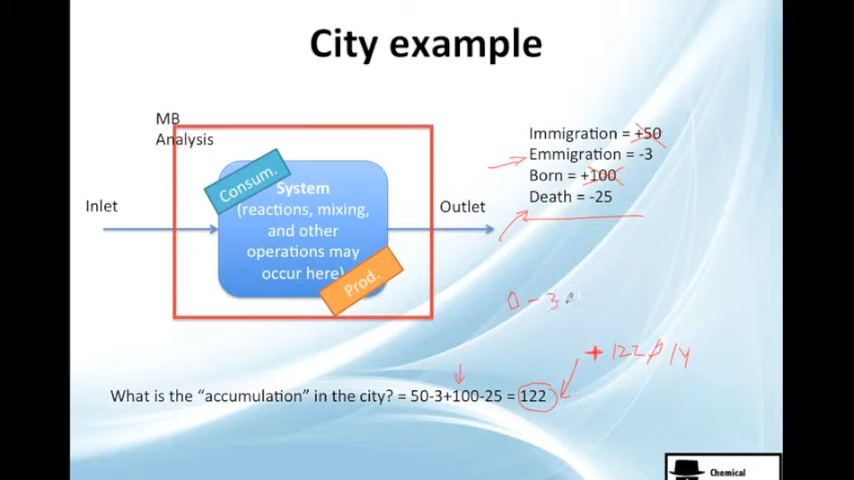 City example
MB
Analysis
Inlet
Consum.
System
(reactions, mixing,
and other
operations may
occur here)
Prod.
Outlet
Immigration = +50
Emmigration = -3
Born = +100
Death = -25
0 - 3
+ 122 p / y
What is the “accumulation” in the city? = 50-3+100-25 = 122
Chemical